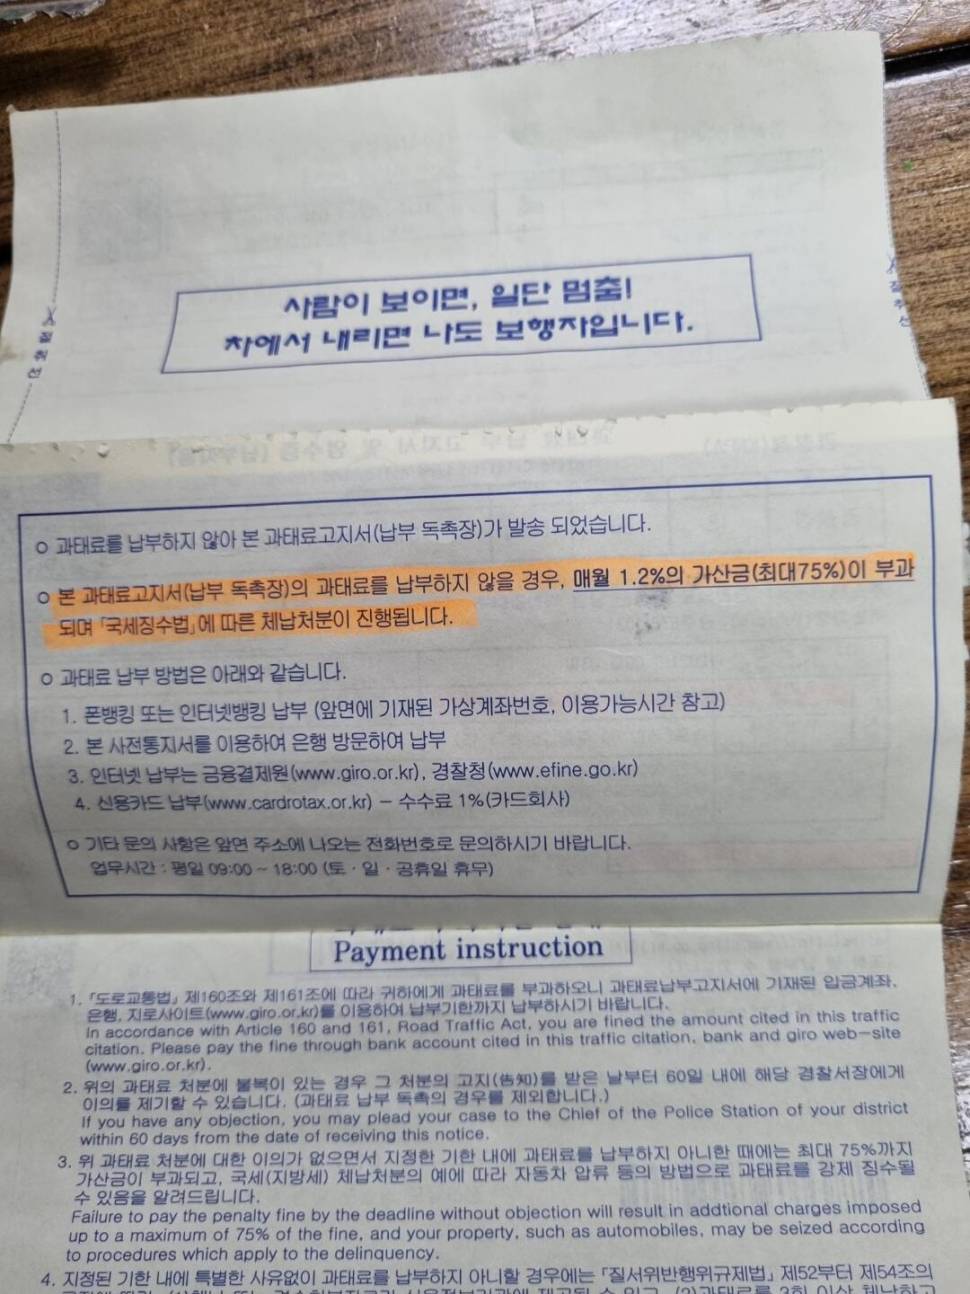 사람이 보이면, 일단 멈춤!
차에서 내리면 나도 보행자입니다.
절취선
절취선
○ 과태료를 납부하지 않아 본 과태료고지서(납부 독촉장)가 발송 되었습니다.
○ 본 과태료고지서(납부 독촉장)의 과태료를 납부하지 않을 경우, 매월 1.2%의 가산금(최대75%)이 부과
되며 「국세징수법」에 따른 체납처분이 진행됩니다.
○ 과태료 납부 방법은 아래와 같습니다.
1. 폰뱅킹 또는 인터넷뱅킹 납부 (앞면에 기재된 가상계좌번호, 이용가능시간 참고)
2. 본 사전통지서를 이용하여 은행 방문하여 납부
3. 인터넷 납부는 금융결제원(www.giro.or.kr), 경찰청(www.efine.go.kr)
4. 신용카드 납부(www.cardrotax.or.kr) - 수수료 1%(카드회사)
○ 기타 문의 사항은 앞면 주소에 나오는 전화번호로 문의하시기 바랍니다.
업무시간 : 평일 09:00 ~ 18:00 (토 · 일 · 공휴일 휴무)
Payment instruction
1. 「도로교통법」 제160조와 제161조에 따라 귀하에게 과태료를 부과하오니 과태료납부고지서에 기재된 입금계좌,
은행, 지로사이트(www.giro.or.kr)를 이용하여 납부기한까지 납부하시기 바랍니다.
In accordance with Article 160 and 161, Road Traffic Act, you are fined the amount cited in this traffic
citation. Please pay the fine through bank account cited in this traffic citation, bank and giro web-site
(www.giro.or.kr).
2. 위의 과태료 처분에 불복이 있는 경우 그 처분의 고지(告知)를 받은 날부터 60일 내에 해당 경찰서장에게
이의를 제기할 수 있습니다. (과태료 납부 독촉의 경우를 제외합니다.)
If you have any objection, you may plead your case to the Chief of the Police Station of your district
within 60 days from the date of receiving this notice.
3. 위 과태료 처분에 대한 이의가 없으면서 지정한 기한 내에 과태료를 납부하지 아니한 때에는 최대 75%까지
가산금이 부과되고, 국세(지방세) 체납처분의 예에 따라 자동차 압류 등의 방법으로 과태료를 강제 징수될
수 있음을 알려드립니다.
Failure to pay the penalty fine by the deadline without objection will result in addtional charges imposed
up to a maximum of 75% of the fine, and your property, such as automobiles, may be seized according
to procedures which apply to the delinquency.
4. 지정된 기한 내에 특별한 사유없이 과태료를 납부하지 아니할 경우에는 「질서위반행위규제법」 제52부터 제54조의